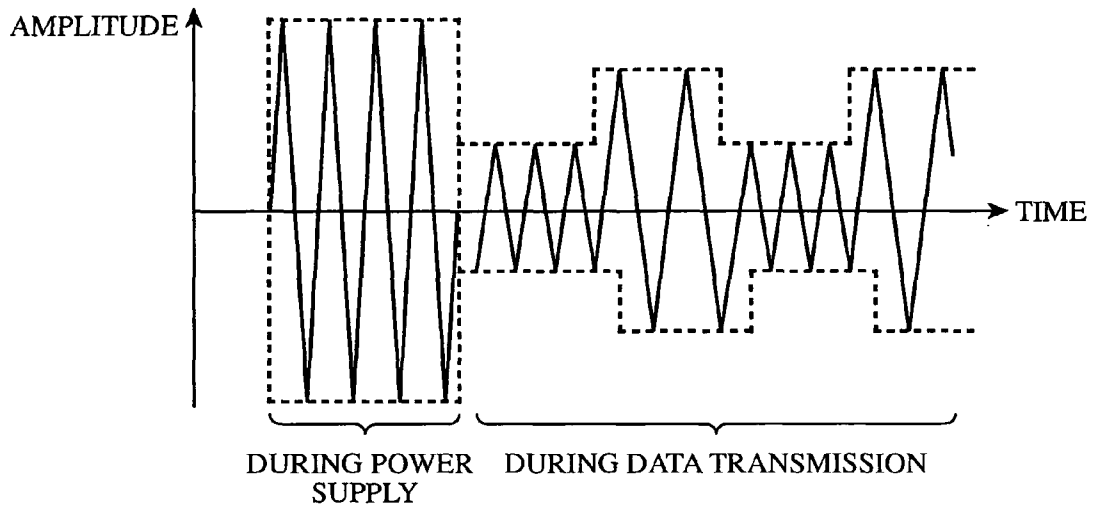 AMPLITUDE
TIME
DURING POWER
SUPPLY
DURING DATA TRANSMISSION